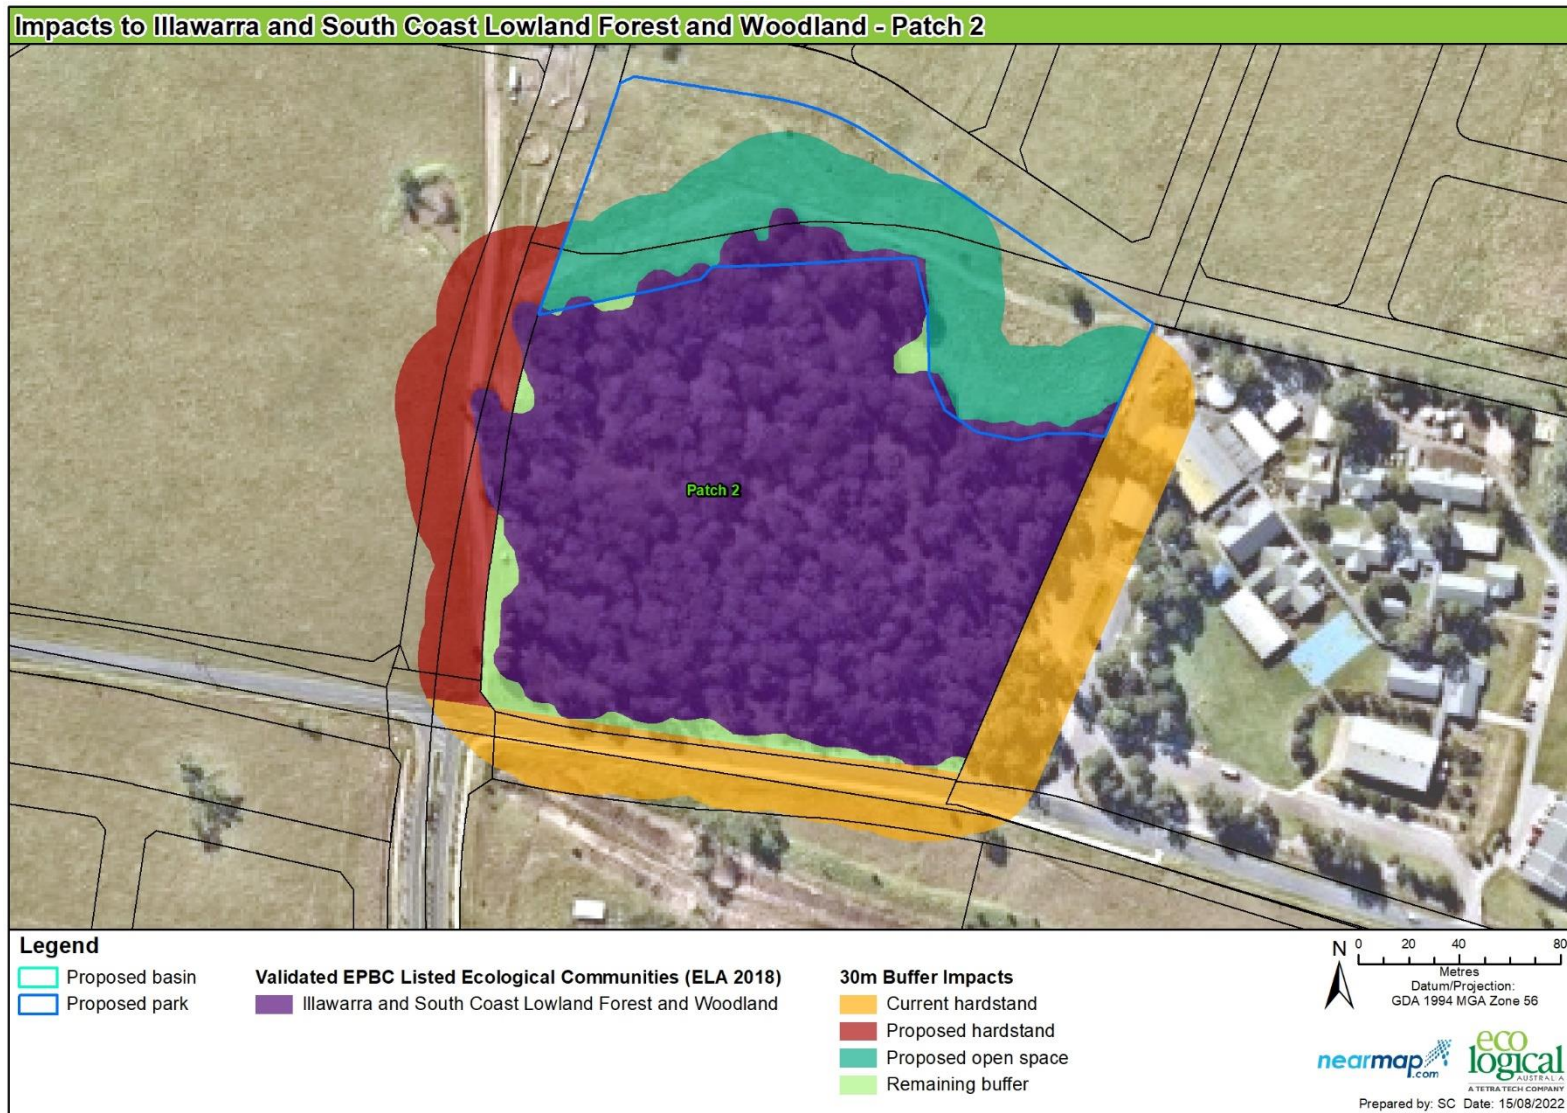 Impacts to Illawarra and South Coast Lowland Forest and Woodland - Patch 2
Patch 2
Legend
Proposed basin
Proposed park
Validated EPBC Listed Ecological Communities (ELA 2018)
Illawarra and South Coast Lowland Forest and Woodland
30m Buffer Impacts
Current hardstand
Proposed hardstand
Proposed open space
Remaining buffer
N
0 20 40 80
Metres
Datum/Projection:
GDA 1994 MGA Zone 56
nearmap
.com
eco
logical
AUSTRALIA
A TETRA TECH COMPANY
Prepared by: SC Date: 15/08/2022